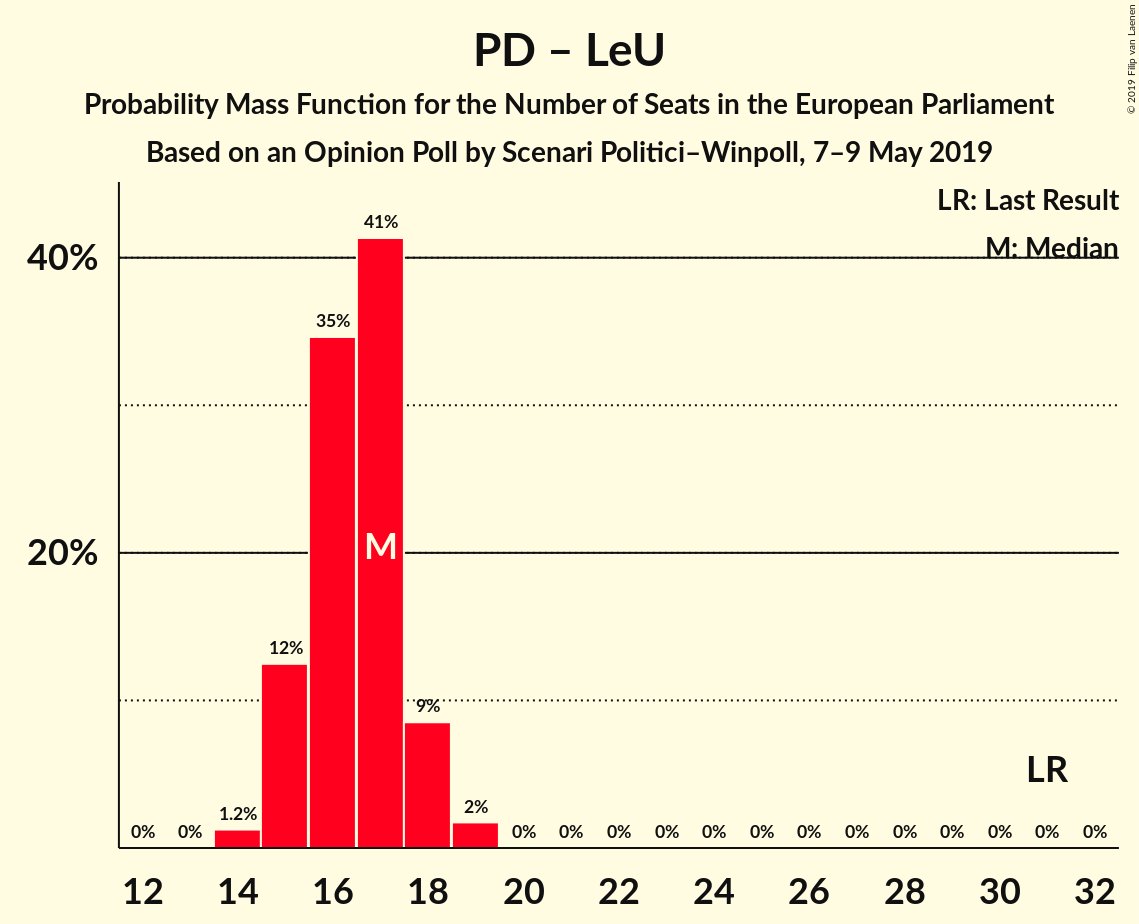 PD – LeU
Probability Mass Function for the Number of Seats in the European Parliament
Based on an Opinion Poll by Scenari Politici–Winpoll, 7–9 May 2019
© 2019 Filip van Laenen
LR: Last Result
M: Median
40%
20%
0% 0% 1.2% 12% 35% 41% 9% 2% 0% 0% 0% 0% 0% 0% 0% 0% 0% 0% 0% 0% 0%
M
LR
12 14 16 18 20 22 24 26 28 30 32